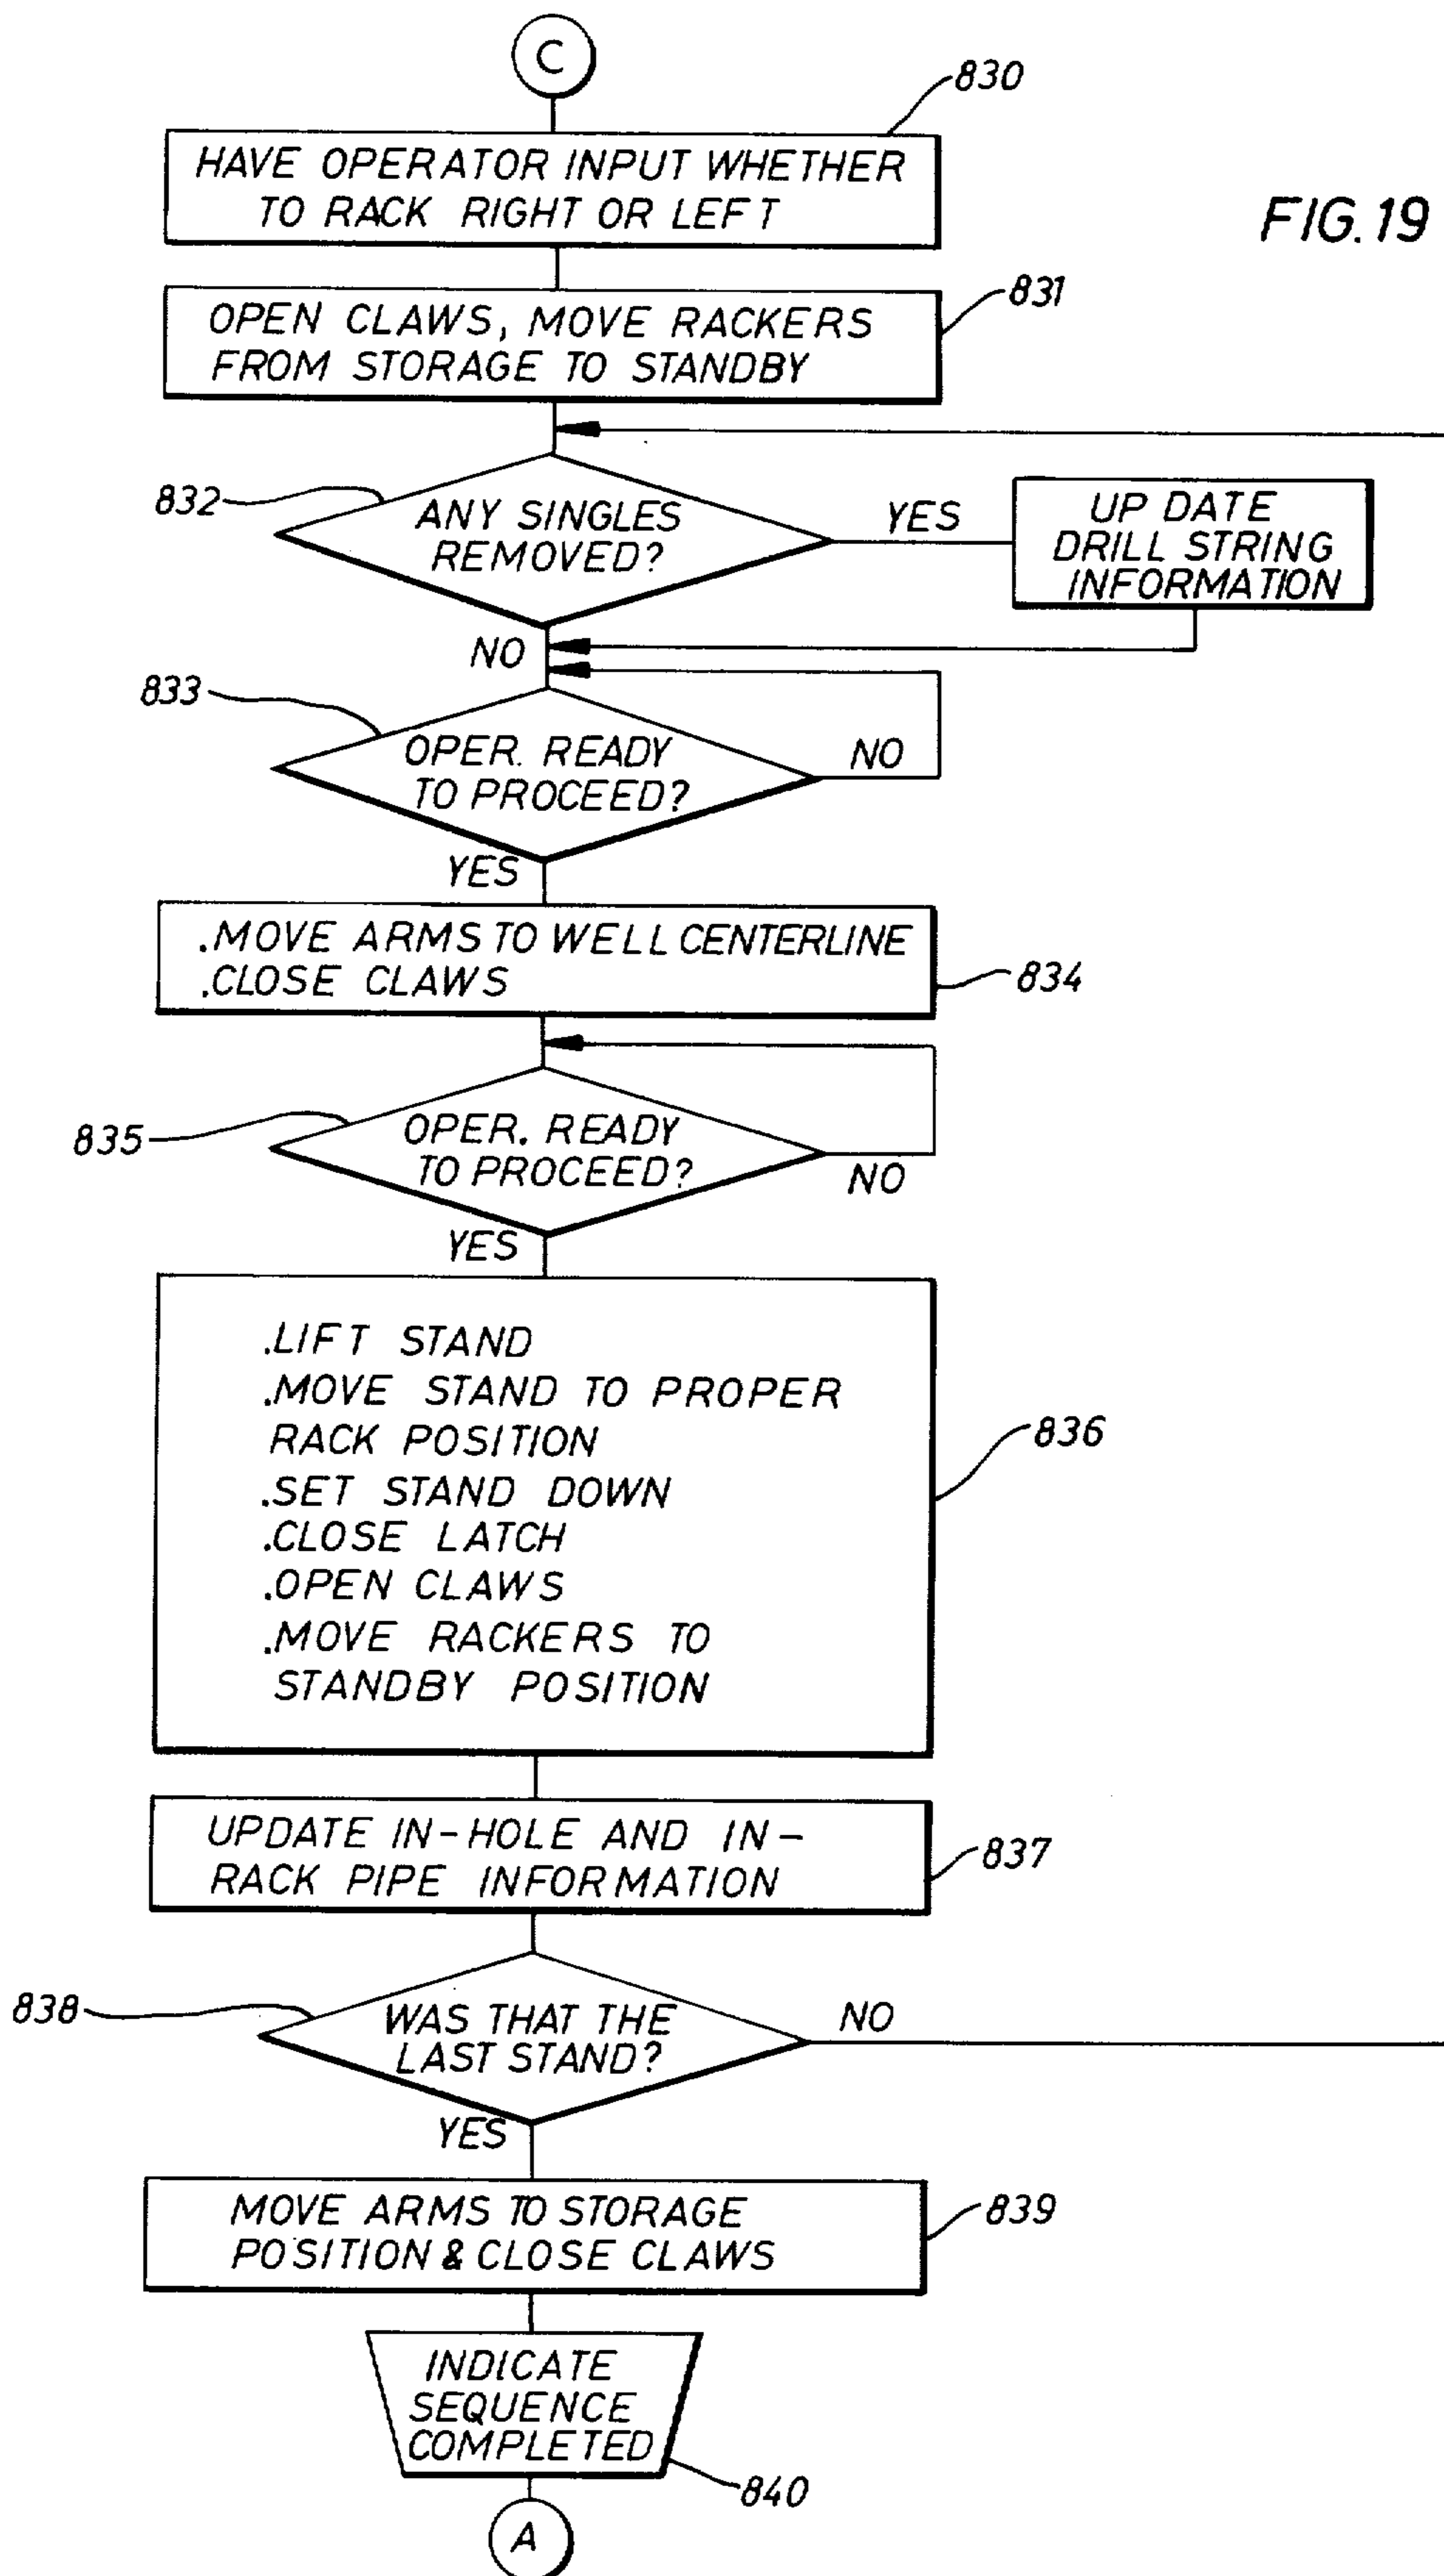 C
830
HAVE OPERATOR INPUT WHETHER
TO RACK RIGHT OR LEFT
FIG. 19
831
OPEN CLAWS, MOVE RACKERS
FROM STORAGE TO STANDBY
832
ANY SINGLES
REMOVED?
YES
UP DATE
DRILL STRING
INFORMATION
NO
833
OPER. READY
TO PROCEED?
NO
YES
.MOVE ARMS TO WELL CENTERLINE
.CLOSE CLAWS
834
835
OPER. READY
TO PROCEED?
NO
YES
.LIFT STAND
.MOVE STAND TO PROPER
RACK POSITION
.SET STAND DOWN
.CLOSE LATCH
.OPEN CLAWS
.MOVE RACKERS TO
STANDBY POSITION
836
UPDATE IN-HOLE AND IN-
RACK PIPE INFORMATION
837
838
WAS THAT THE
LAST STAND?
NO
YES
MOVE ARMS TO STORAGE
POSITION & CLOSE CLAWS
839
INDICATE
SEQUENCE
COMPLETED
840
A